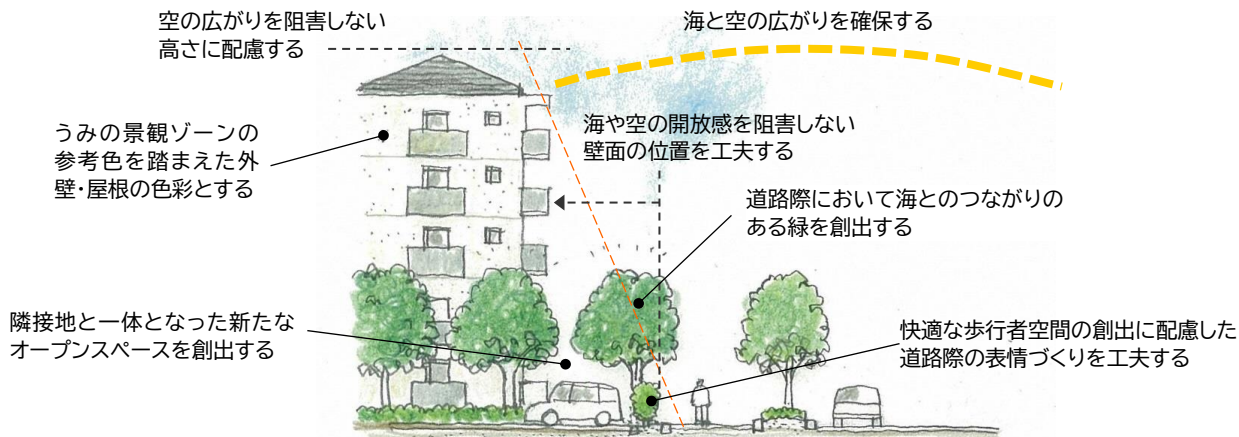 空の広がりを阻害しない
高さに配慮する
海と空の広がりを確保する
うみの景観ゾーンの
参考色を踏まえた外
壁・屋根の色彩とする
海や空の開放感を阻害しない
壁面の位置を工夫する
道路際において海とのつながりの
ある緑を創出する
隣接地と一体となった新たな
オープンスペースを創出する
快適な歩行者空間の創出に配慮した
道路際の表情づくりを工夫する